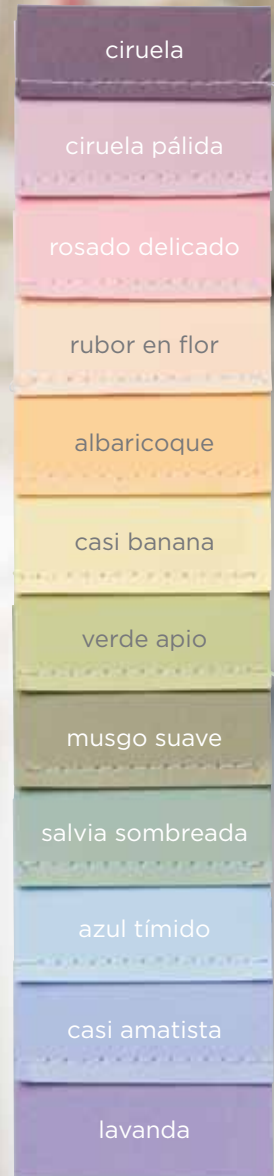 ciruela
ciruela pálida
rosado delicado
rubor en flor
albaricoque
casi banana
verde apio
musgo suave
salvia sombreada
azul tímido
casi amatista
lavanda